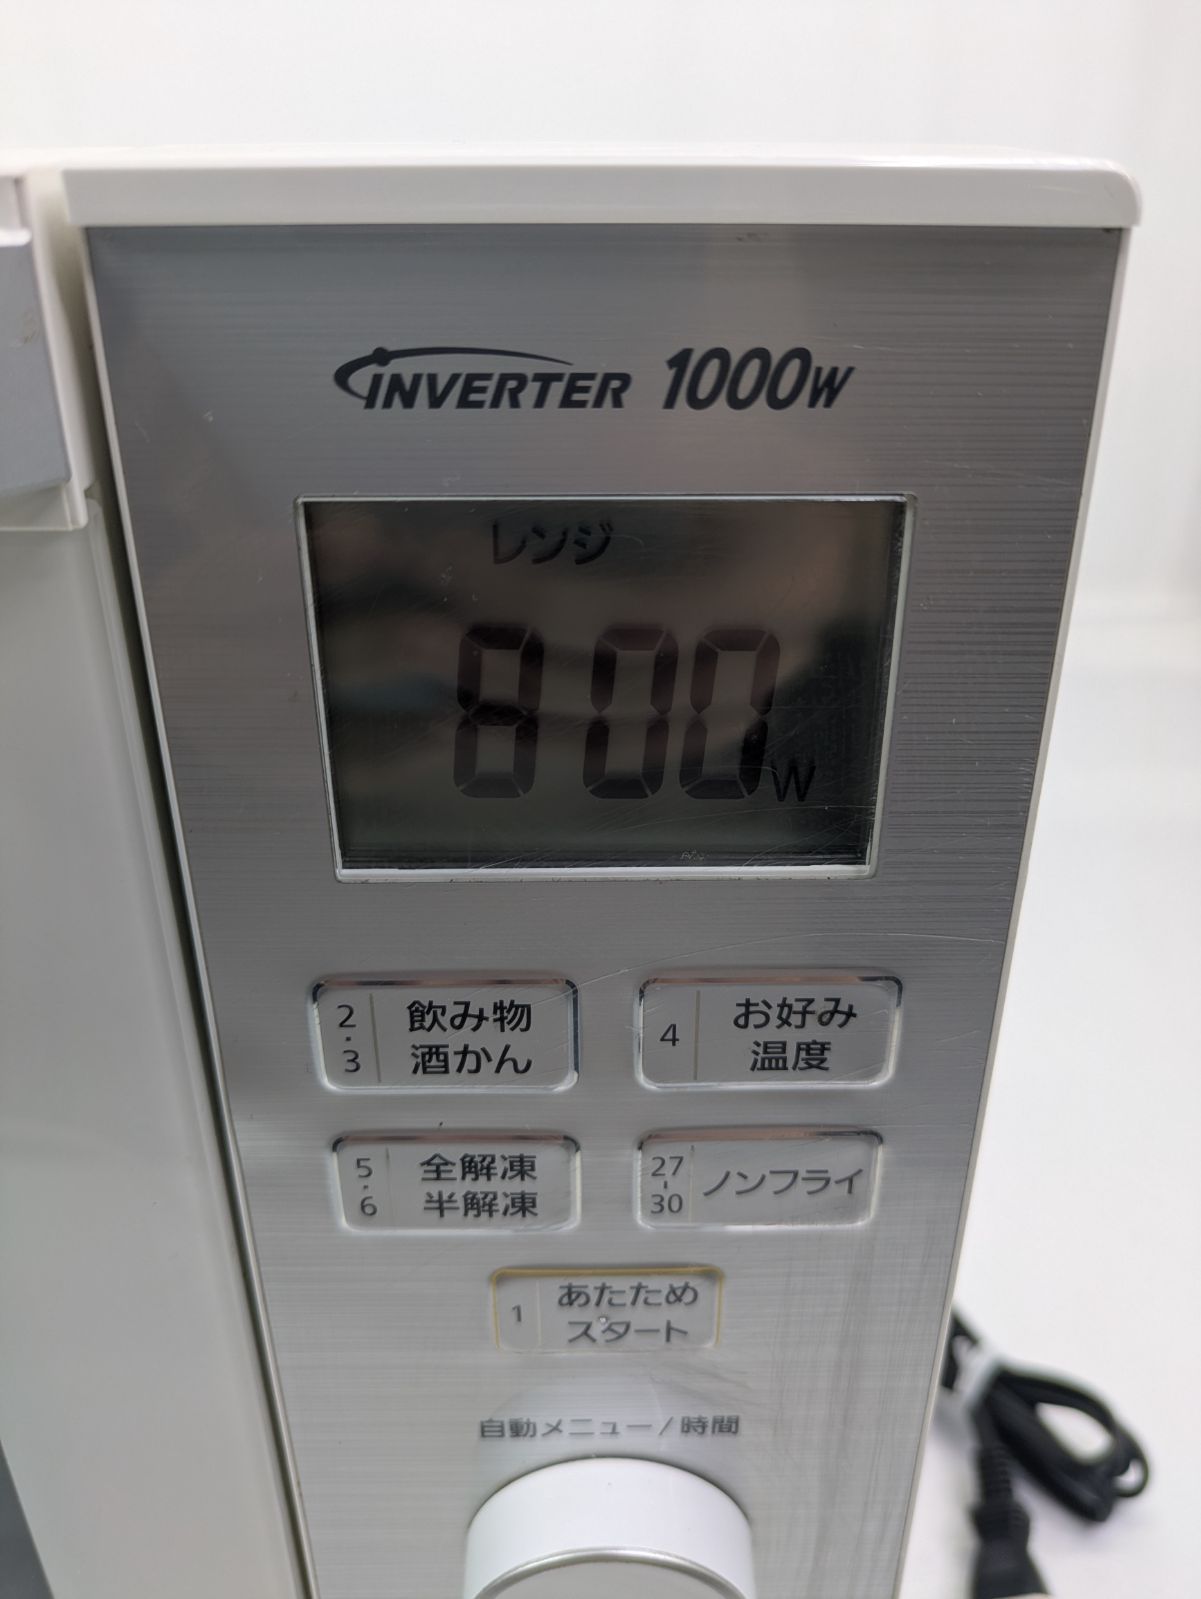 INVERTER 1000W
レンジ
800W
2・3 飲み物
酒かん
4 お好み
温度
5・6 全解凍
半解凍
27-30 ノンフライ
1 あたため
スタート
自動メニュー/時間